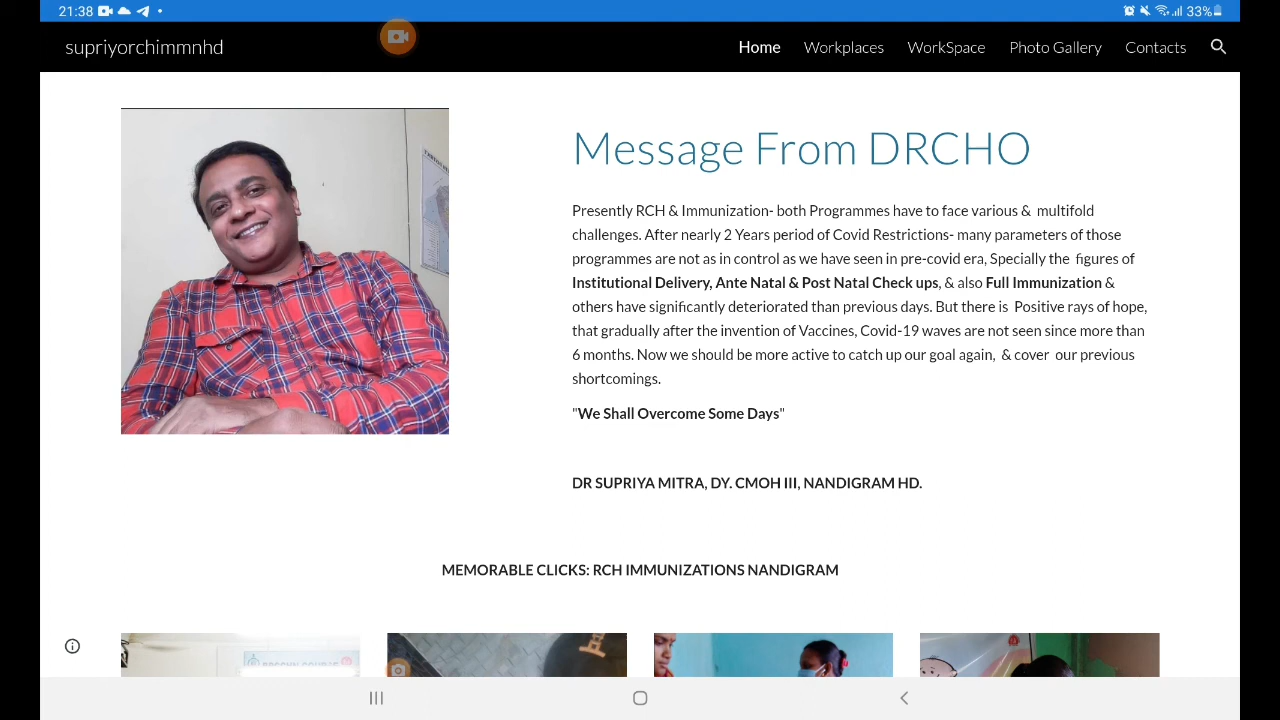 21:38
33%
supriyorchimmnhd
Home Workplaces WorkSpace Photo Gallery Contacts
Message From DRCHO
Presently RCH & Immunization- both Programmes have to face various & multifold
challenges. After nearly 2 Years period of Covid Restrictions- many parameters of those
programmes are not as in control as we have seen in pre-covid era, Specially the figures of
Institutional Delivery, Ante Natal & Post Natal Check ups, & also Full Immunization &
others have significantly deteriorated than previous days. But there is Positive rays of hope,
that gradually after the invention of Vaccines, Covid-19 waves are not seen since more than
6 months. Now we should be more active to catch up our goal again, & cover our previous
shortcomings.
"We Shall Overcome Some Days"
DR SUPRIYA MITRA, DY. CMOH III, NANDIGRAM HD.
MEMORABLE CLICKS: RCH IMMUNIZATIONS NANDIGRAM